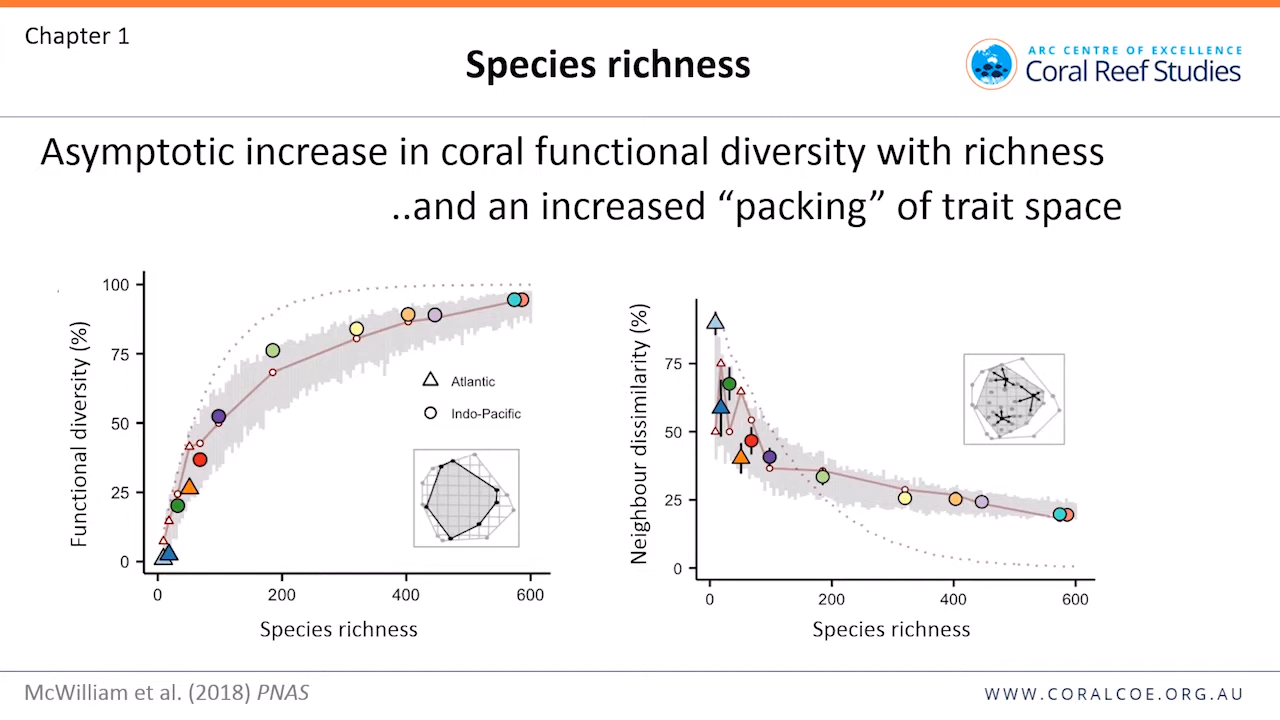 Chapter 1
Species richness
ARC CENTRE OF EXCELLENCE
Coral Reef Studies
Asymptotic increase in coral functional diversity with richness
..and an increased “packing” of trait space
Functional diversity (%)
100
75
50
25
0
0 200 400 600
Species richness
Atlantic
Indo-Pacific
Neighbour dissimilarity (%)
75
50
25
0
0 200 400 600
Species richness
McWilliam et al. (2018) PNAS
WWW.CORALCOE.ORG.AU